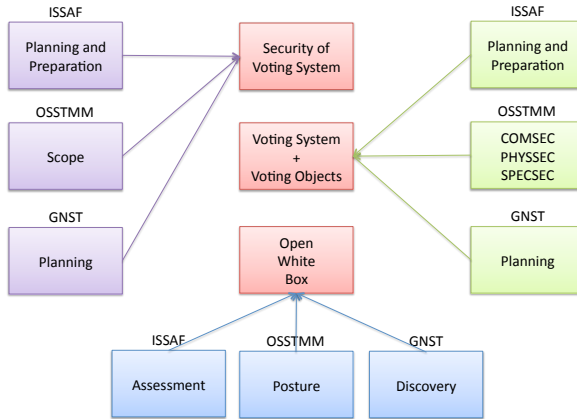 ISSAF
Planning and
Preparation
OSSTMM
Scope
GNST
Planning
Security of
Voting System
Voting System
+
Voting Objects
Open
White
Box
ISSAF
Planning and
Preparation
OSSTMM
COMSEC
PHYSSEC
SPECSEC
GNST
Planning
ISSAF
Assessment
OSSTMM
Posture
GNST
Discovery